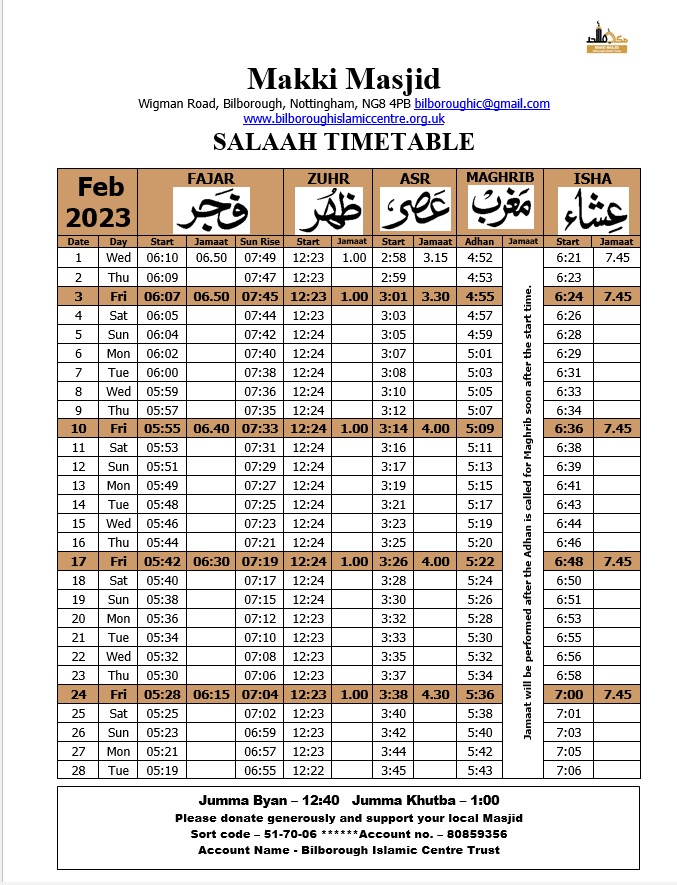 Makki Masjid
Wigman Road, Bilborough, Nottingham, NG8 4PB bilboroughic@gmail.com
www.bilboroughislamiccentre.org.uk
SALAAH TIMETABLE
Feb 2023 FAJAR ZUHR ASR MAGHRIB ISHA
فَجَر ظُهُر عَصَر مَغْرِبْ عِشَاء
Date Day Start Jamaat Sun Rise Start Jamaat Start Jamaat Adhan Jamaat Start Jamaat
1 Wed 06:10 06.50 07:49 12:23 1.00 2:58 3.15 4:52 6:21 7.45
2 Thu 06:09 07:47 12:23 2:59 4:53 6:23
3 Fri 06:07 06.50 07:45 12:23 1.00 3:01 3.30 4:55 6:24 7.45
4 Sat 06:05 07:44 12:23 3:03 4:57 6:26
5 Sun 06:04 07:42 12:24 3:05 4:59 6:28
6 Mon 06:02 07:40 12:24 3:07 5:01 6:29
7 Tue 06:00 07:38 12:24 3:08 5:03 6:31
8 Wed 05:59 07:36 12:24 3:10 5:05 6:33
9 Thu 05:57 07:35 12:24 3:12 5:07 6:34
10 Fri 05:55 06.40 07:33 12:24 1.00 3:14 4.00 5:09 6:36 7.45
11 Sat 05:53 07:31 12:24 3:16 5:11 6:38
12 Sun 05:51 07:29 12:24 3:17 5:13 6:39
13 Mon 05:49 07:27 12:24 3:19 5:15 6:41
14 Tue 05:48 07:25 12:24 3:21 5:17 6:43
15 Wed 05:46 07:23 12:24 3:23 5:19 6:44
16 Thu 05:44 07:21 12:24 3:25 5:20 6:46
17 Fri 05:42 06:30 07:19 12:24 1.00 3:26 4.00 5:22 6:48 7.45
18 Sat 05:40 07:17 12:24 3:28 5:24 6:50
19 Sun 05:38 07:15 12:24 3:30 5:26 6:51
20 Mon 05:36 07:12 12:23 3:32 5:28 6:53
21 Tue 05:34 07:10 12:23 3:33 5:30 6:55
22 Wed 05:32 07:08 12:23 3:35 5:32 6:56
23 Thu 05:30 07:06 12:23 3:37 5:34 6:58
24 Fri 05:28 06:15 07:04 12:23 1.00 3:38 4.30 5:36 7:00 7.45
25 Sat 05:25 07:02 12:23 3:40 5:38 7:01
26 Sun 05:23 06:59 12:23 3:42 5:40 7:03
27 Mon 05:21 06:57 12:23 3:44 5:42 7:05
28 Tue 05:19 06:55 12:22 3:45 5:43 7:06
Jamaat will be performed after the Adhan is called for Maghrib soon after the start time.
Jumma Byan – 12:40 Jumma Khutba – 1:00
Please donate generously and support your local Masjid
Sort code – 51-70-06 ******Account no. – 80859356
Account Name - Bilborough Islamic Centre Trust